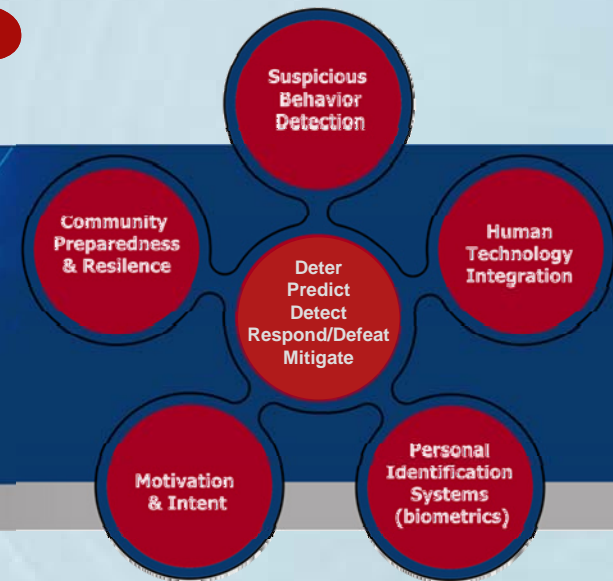 Suspicious
Behavior
Detection
Community
Preparedness
& Resilence
Human
Technology
Integration
Deter
Predict
Detect
Respond/Defeat
Mitigate
Motivation
& Intent
Personal
Identification
Systems
(biometrics)